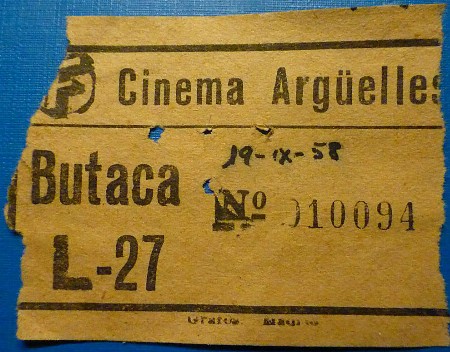 Cinema Argüelles
19-IX-58
Butaca
Nº 010094
L-27
Grafos. Madrid